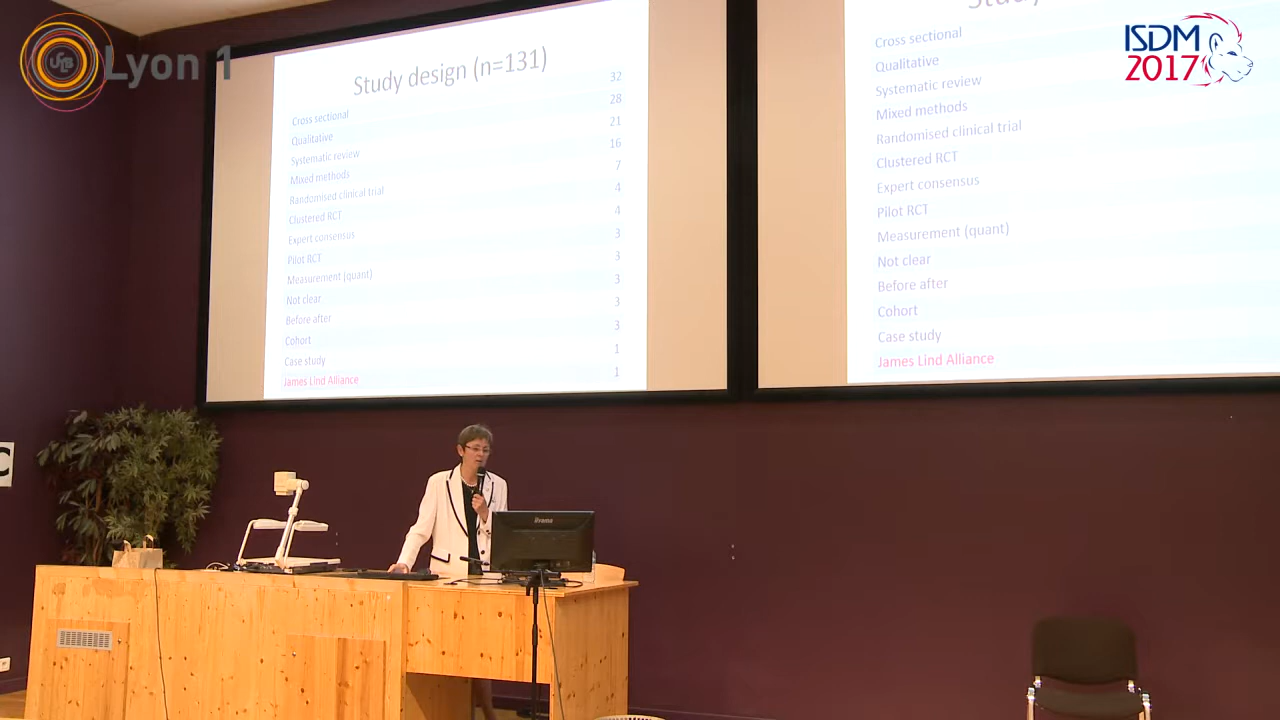 UCB Lyon 1
ISDM
2017
Study design (n=131)
Cross sectional 32
Qualitative 28
Systematic review 21
Mixed methods 16
Randomised clinical trial 7
Clustered RCT 4
Expert consensus 4
Pilot RCT 3
Measurement (quant) 3
Not clear 3
Before after 3
Cohort 3
Case study 1
James Lind Alliance 1
Study
Cross sectional
Qualitative
Systematic review
Mixed methods
Randomised clinical trial
Clustered RCT
Expert consensus
Pilot RCT
Measurement (quant)
Not clear
Before after
Cohort
Case study
James Lind Alliance
C
iiyama